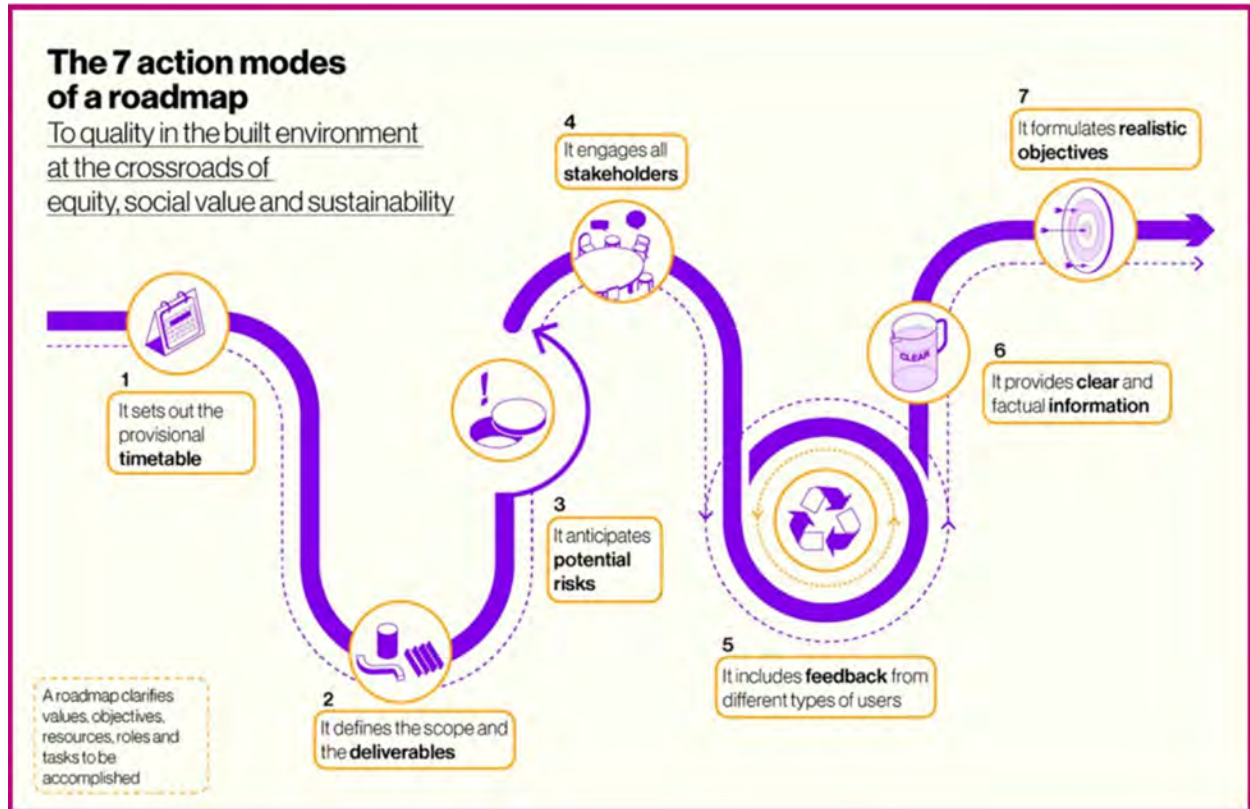 The 7 action modes
of a roadmap
To quality in the built environment
at the crossroads of
equity, social value and sustainability
1
It sets out the
provisional
timetable
2
It defines the scope and
the deliverables
3
It anticipates
potential
risks
4
It engages all
stakeholders
5
It includes feedback from
different types of users
6
It provides clear and
factual information
CLEAR
7
It formulates realistic
objectives
A roadmap clarifies
values, objectives,
resources, roles and
tasks to be
accomplished